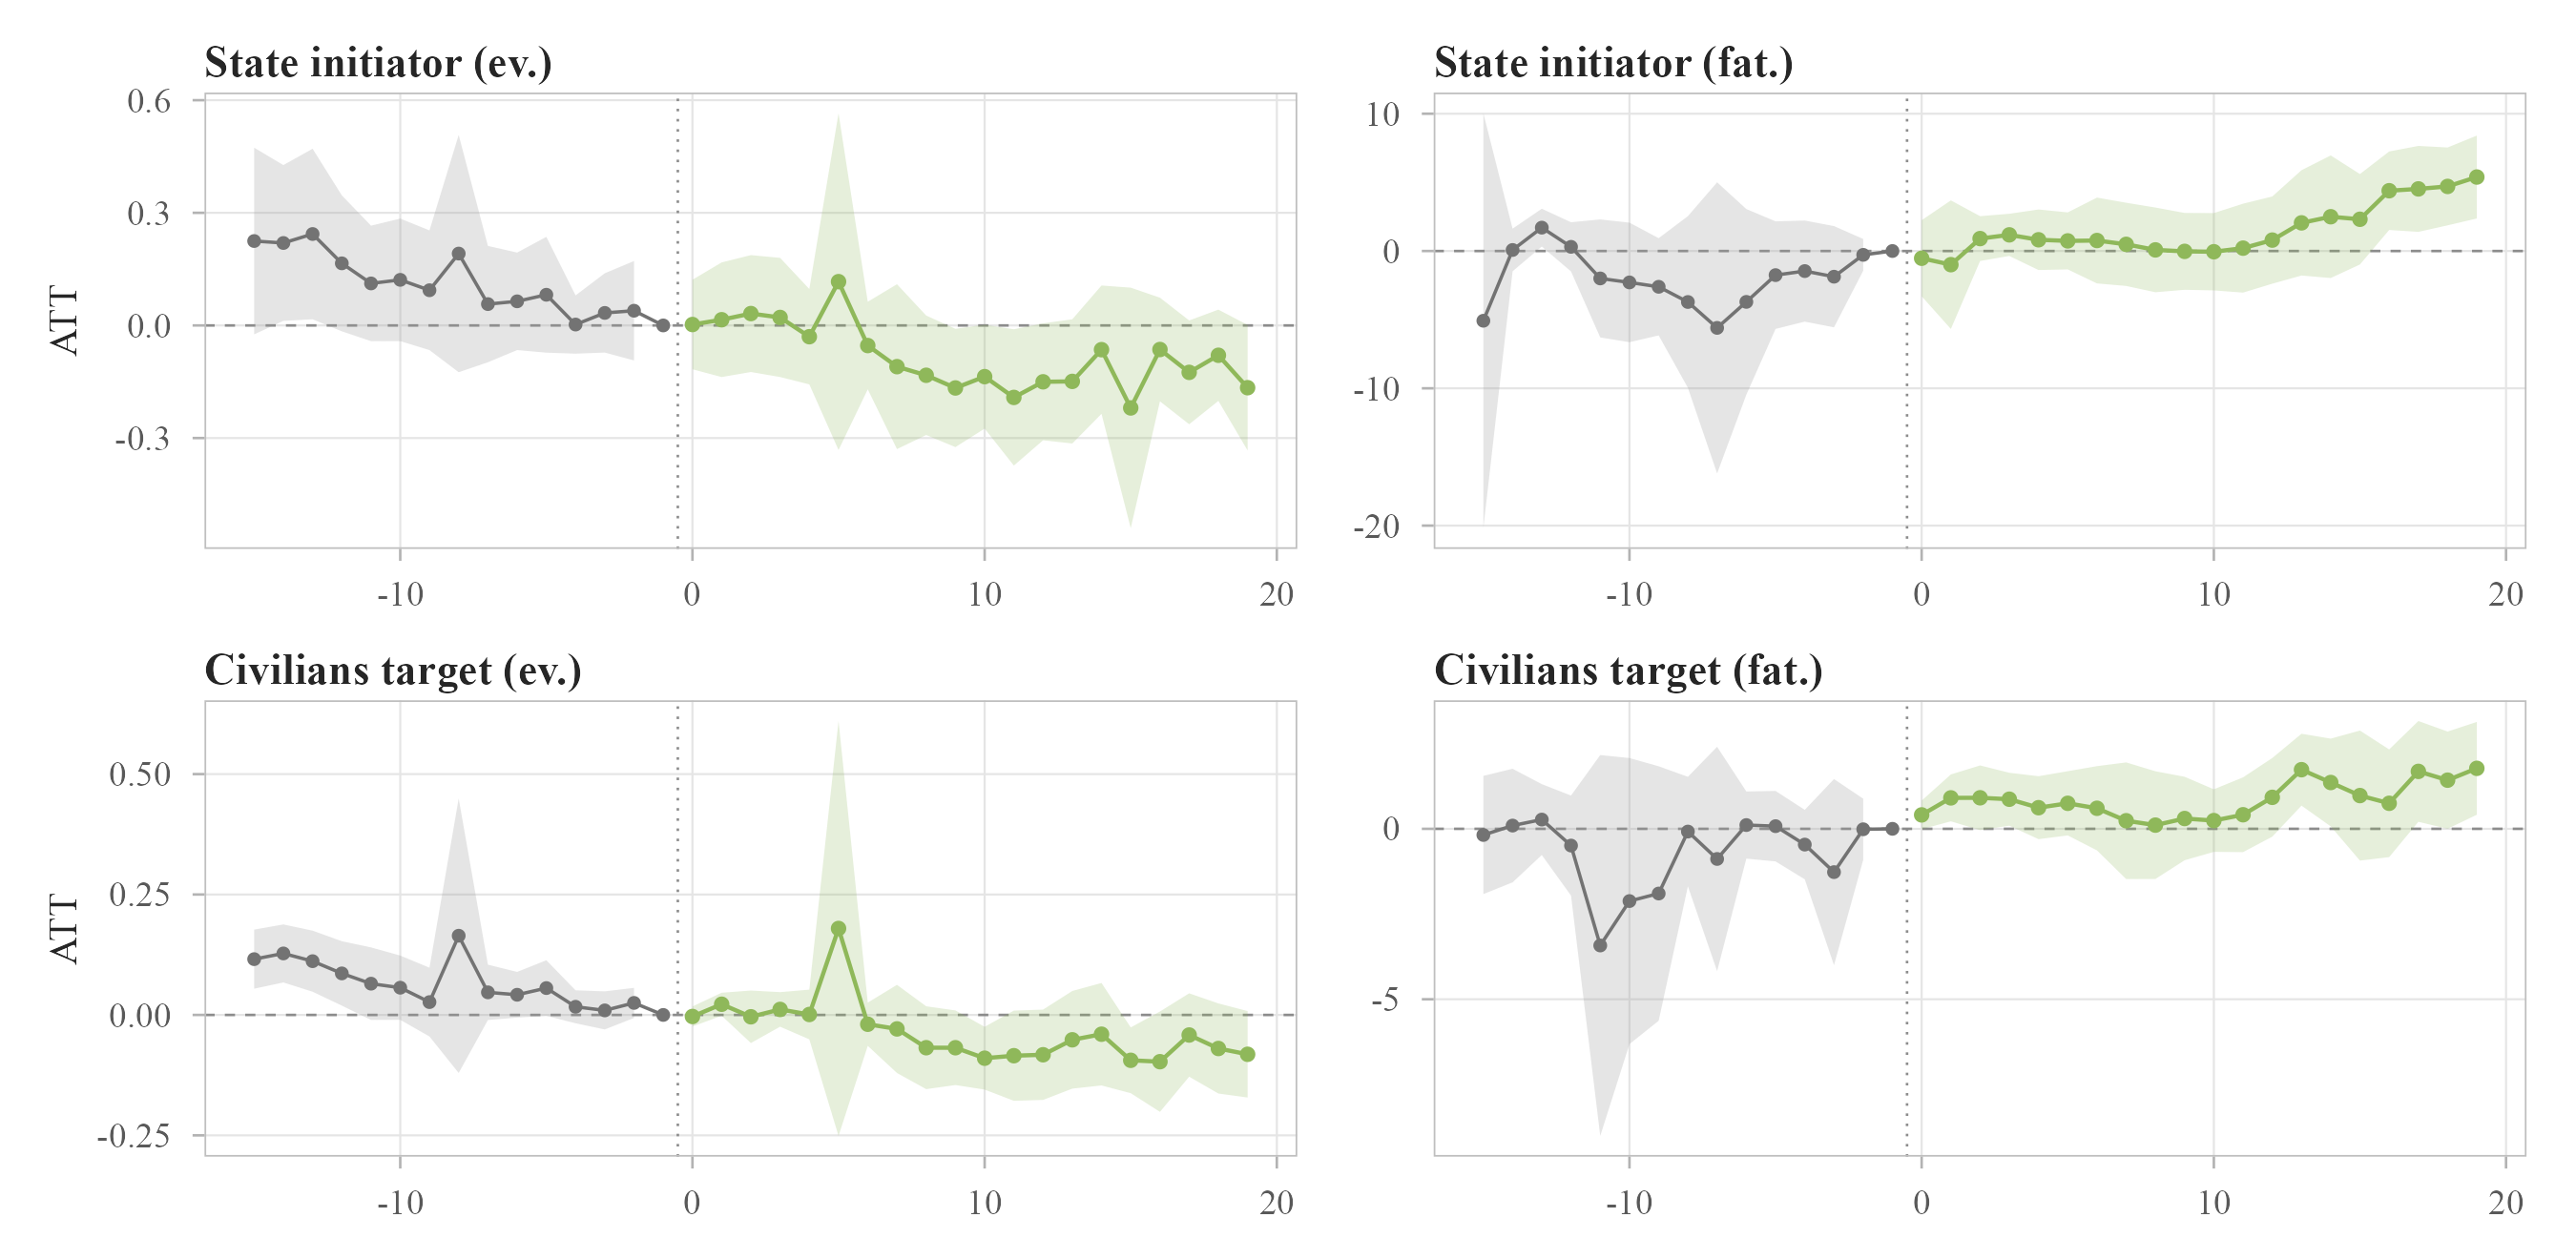 State initiator (ev.)
0.6
0.3
0.0
-0.3
ATT
-10 0 10 20
State initiator (fat.)
10
0
-10
-20
-10 0 10 20
Civilians target (ev.)
0.50
0.25
0.00
-0.25
ATT
-10 0 10 20
Civilians target (fat.)
0
-5
-10 0 10 20